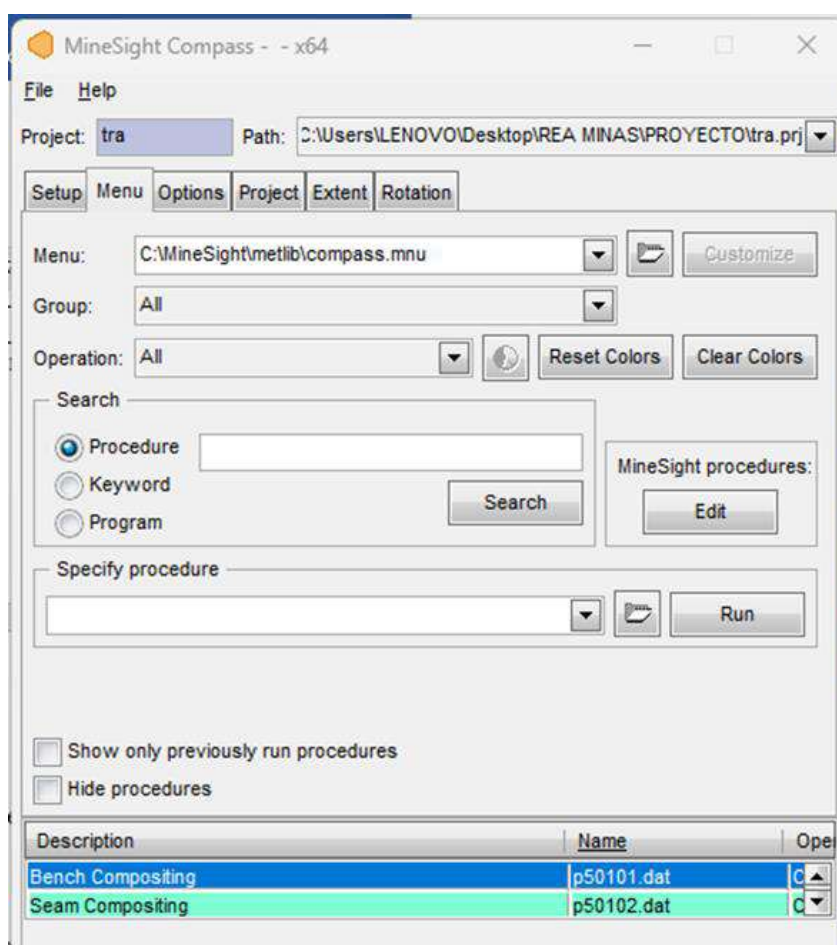 MineSight Compass - - x64
File Help
Project: tra Path: C:\Users\LENOVO\Desktop\REA MINAS\PROYECTO\tra.prj
Setup Menu Options Project Extent Rotation
Menu: C:\MineSight\metlib\compass.mnu Customize
Group: All
Operation: All Reset Colors Clear Colors
Search
Procedure
Keyword
Program
Search
MineSight procedures:
Edit
Specify procedure
Run
Show only previously run procedures
Hide procedures
Description Name Oper
Bench Compositing p50101.dat C
Seam Compositing p50102.dat C